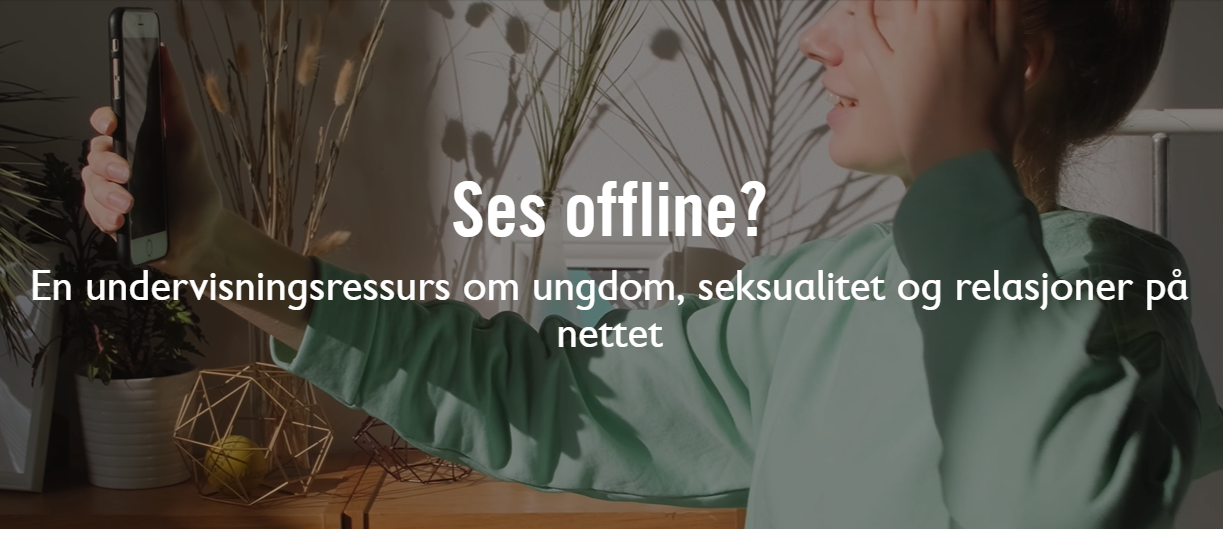 Ses offline?
En undervisningsressurs om ungdom, seksualitet og relasjoner på
nettet